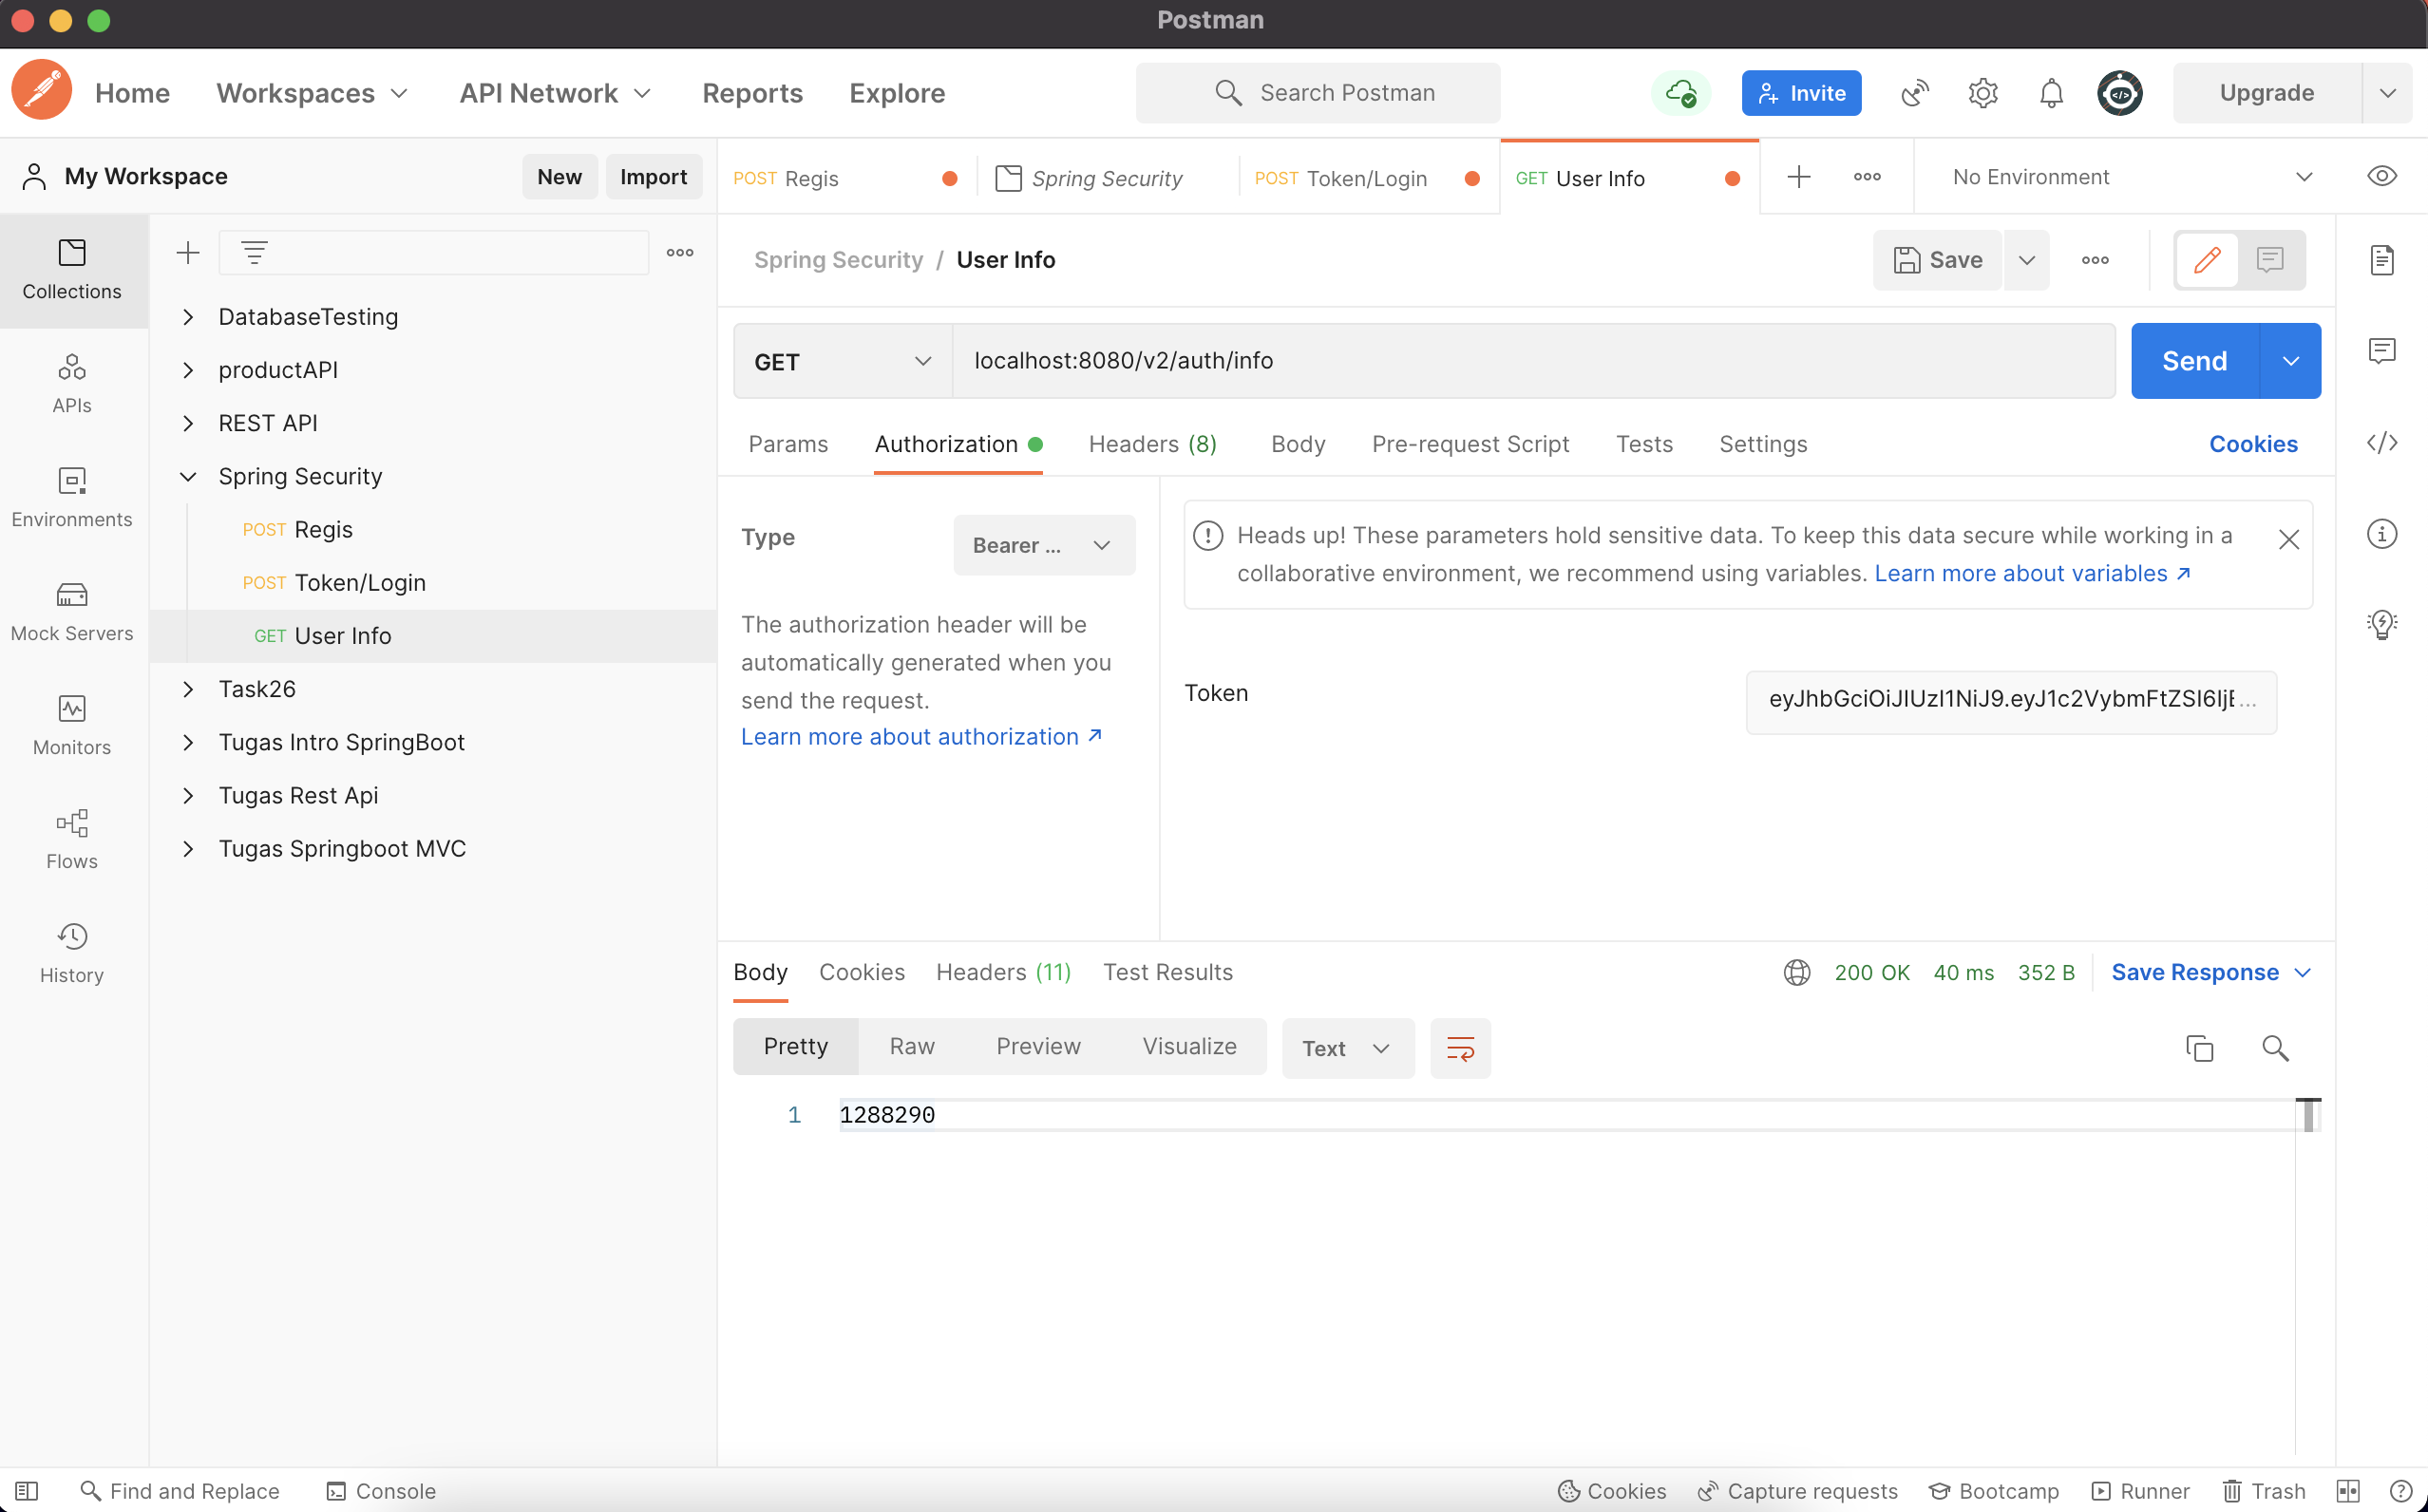 Postman
Home Workspaces API Network Reports Explore Search Postman Invite Upgrade
My Workspace New Import
POST Regis Spring Security POST Token/Login GET User Info No Environment
Collections
APIs
Environments
Mock Servers
Monitors
Flows
History
DatabaseTesting
productAPI
REST API
Spring Security
POST Regis
POST Token/Login
GET User Info
Task26
Tugas Intro SpringBoot
Tugas Rest Api
Tugas Springboot MVC
Spring Security / User Info Save
GET localhost:8080/v2/auth/info Send
Params Authorization Headers (8) Body Pre-request Script Tests Settings Cookies
Type Bearer ...
The authorization header will be
automatically generated when you
send the request.
Learn more about authorization ↗
Heads up! These parameters hold sensitive data. To keep this data secure while working in a
collaborative environment, we recommend using variables. Learn more about variables ↗
Token eyJhbGciOiJIUzI1NiJ9.eyJ1c2VybmFtZSI6IjE...
Body Cookies Headers (11) Test Results 200 OK 40 ms 352 B Save Response
Pretty Raw Preview Visualize Text
1 1288290
Find and Replace Console Cookies Capture requests Bootcamp Runner Trash